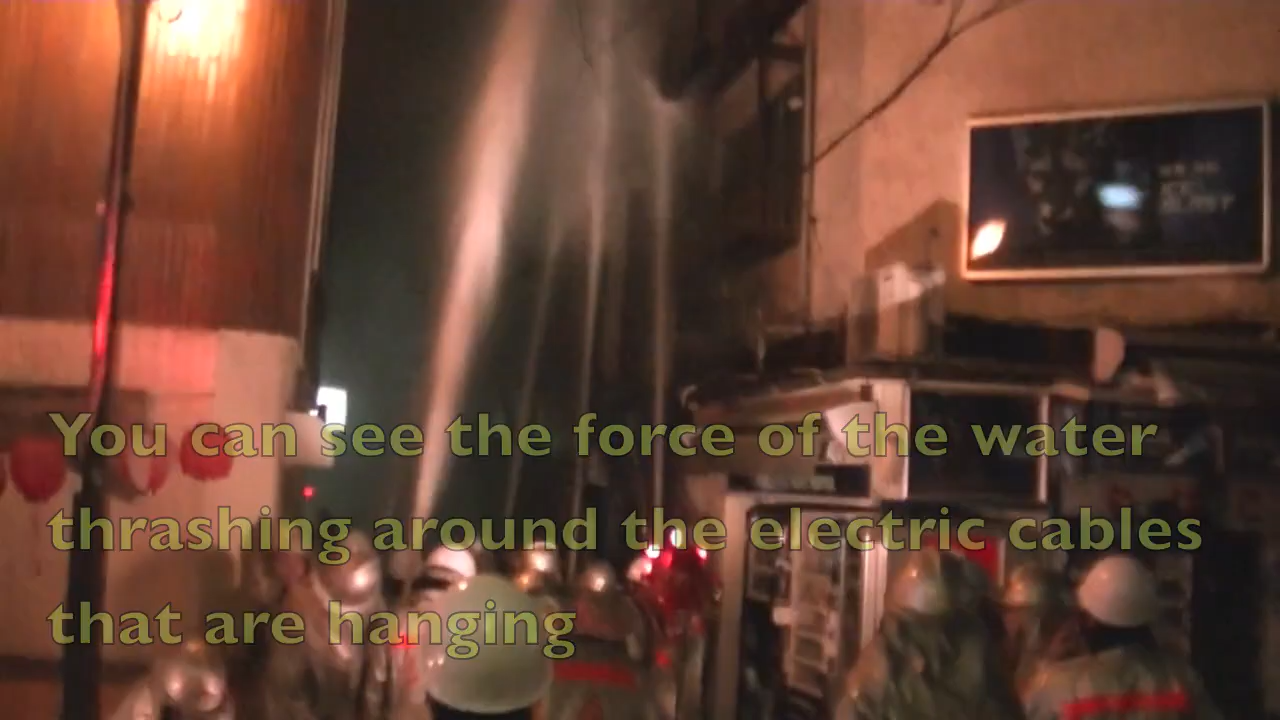 You can see the force of the water
thrashing around the electric cables
that are hanging